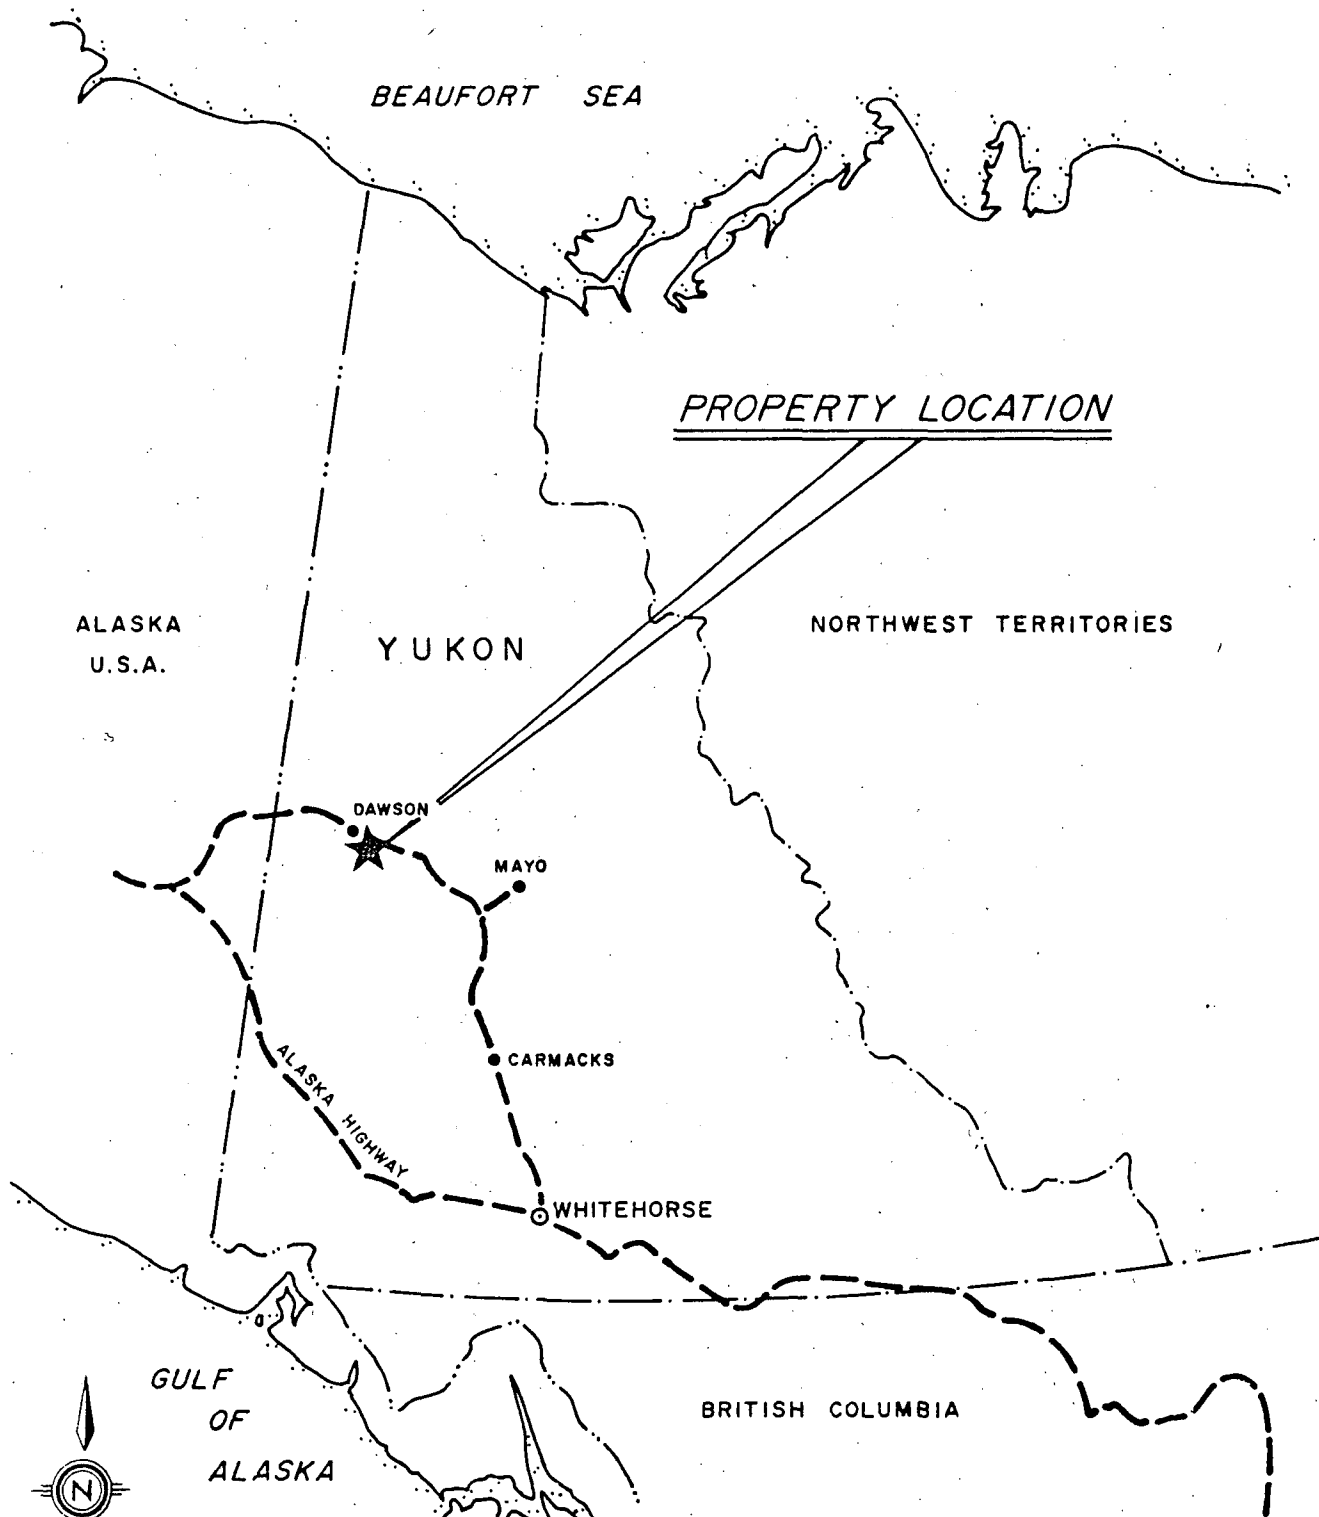 BEAUFORT SEA
PROPERTY LOCATION
ALASKA
U.S.A.
YUKON
NORTHWEST TERRITORIES
DAWSON
MAYO
CARMACKS
ALASKA HIGHWAY
WHITEHORSE
GULF
OF
ALASKA
BRITISH COLUMBIA
N